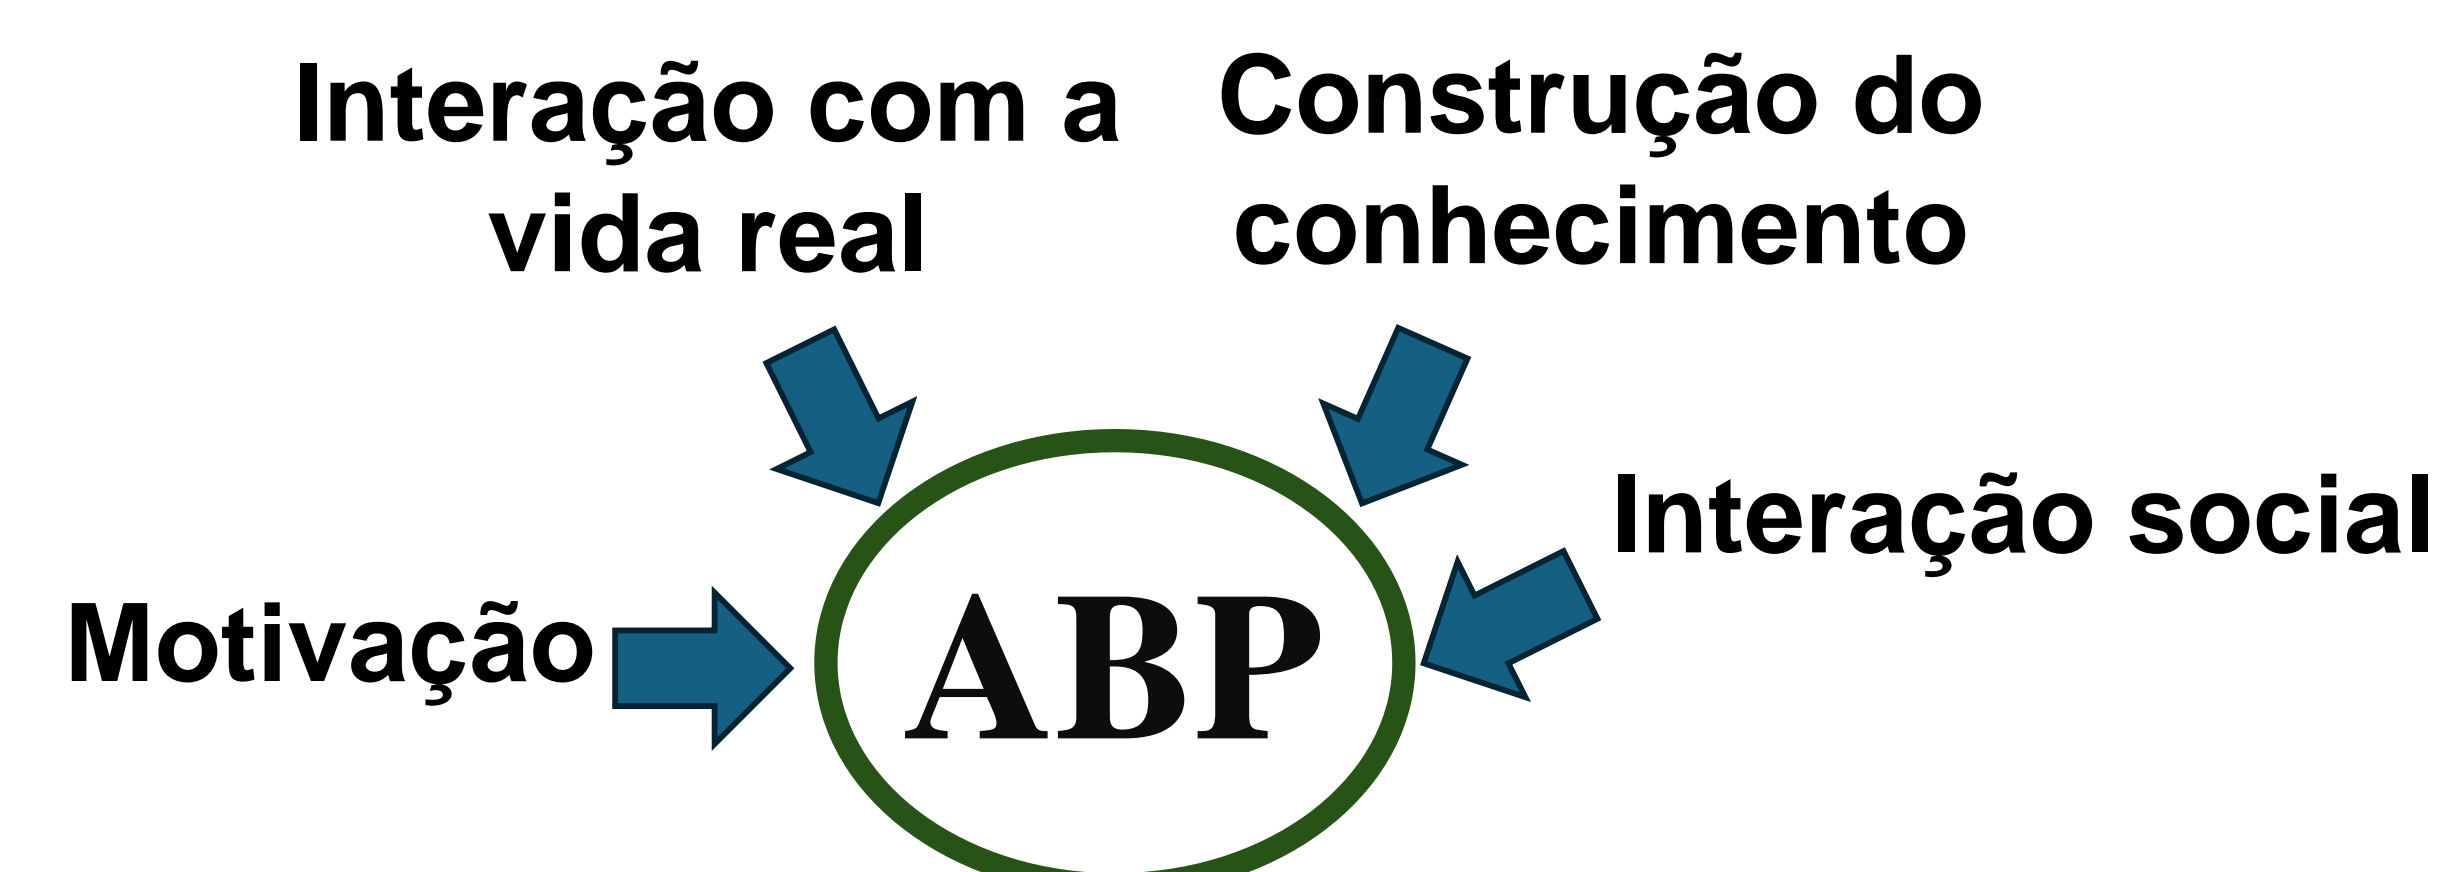 Interação com a
vida real
Construção do
conhecimento
Interação social
Motivação
ABP